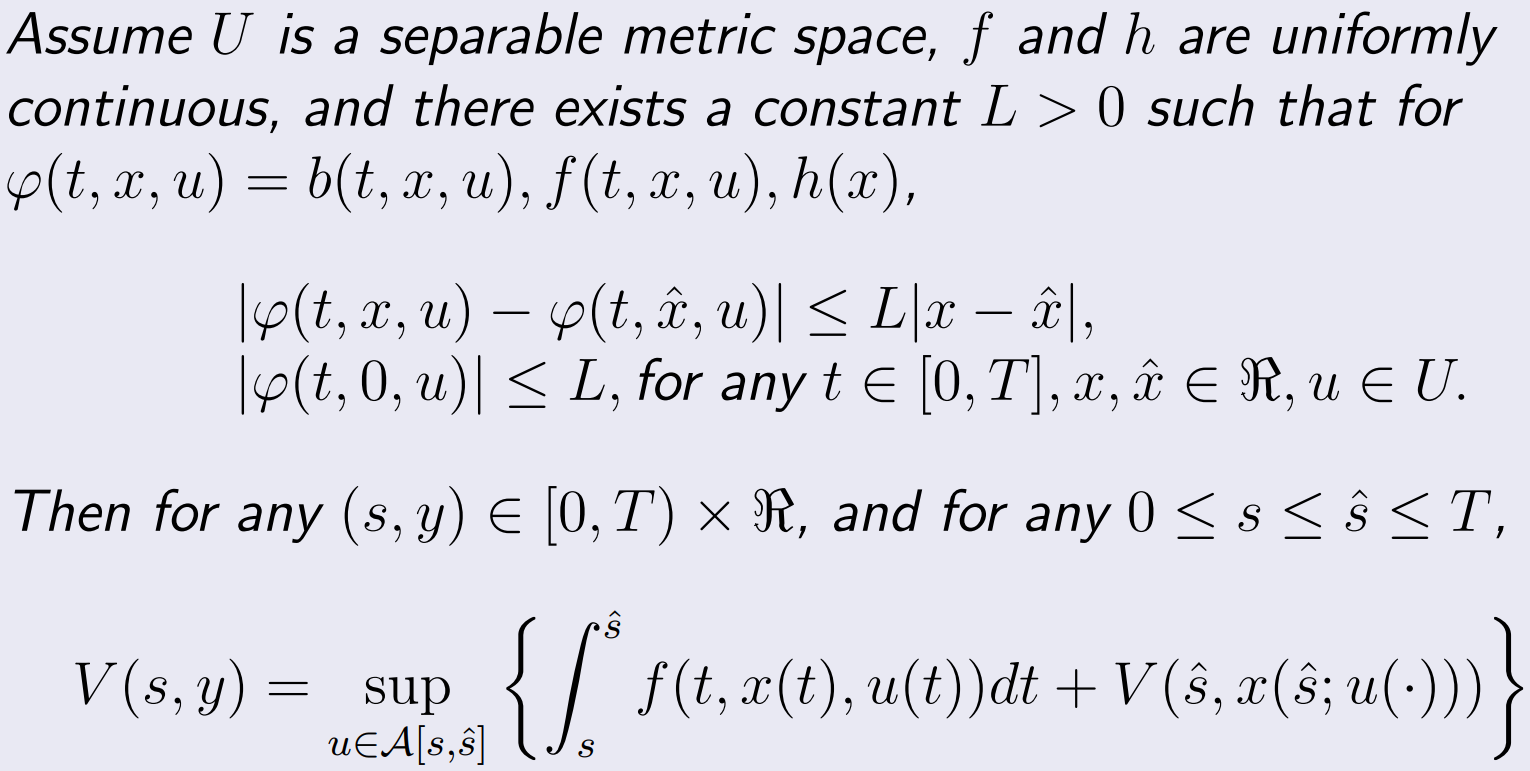 Assume U is a separable metric space, f and h are uniformly
continuous, and there exists a constant L > 0 such that for
φ(t, x, u) = b(t, x, u), f(t, x, u), h(x),
|φ(t, x, u) − φ(t, x̂, u)| ≤ L|x − x̂|,
|φ(t, 0, u)| ≤ L, for any t ∈ [0, T], x, x̂ ∈ ℜ, u ∈ U.
Then for any (s, y) ∈ [0, T) × ℜ, and for any 0 ≤ s ≤ ŝ ≤ T,
V(s, y) = sup_{u∈𝒜[s,ŝ]} { ∫_s^ŝ f(t, x(t), u(t))dt + V(ŝ, x(ŝ; u(·))) }